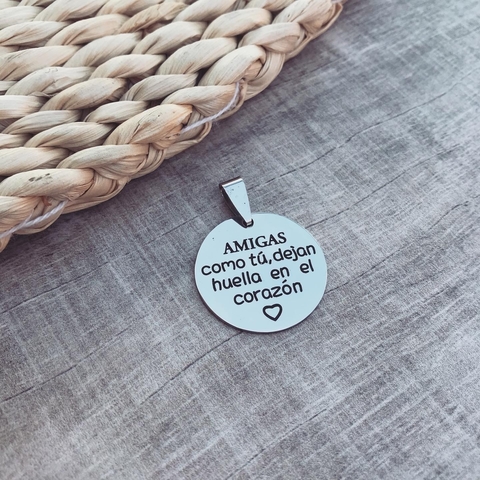 AMIGAS
como tú,dejan
huella en el
corazón